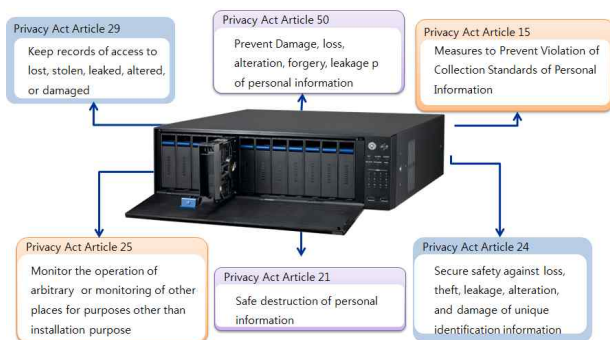 Privacy Act Article 29
Keep records of access to
lost, stolen, leaked, altered,
or damaged
Privacy Act Article 50
Prevent Damage, loss,
alteration, forgery, leakage p
of personal information
Privacy Act Article 15
Measures to Prevent Violation of
Collection Standards of Personal
Information
Privacy Act Article 25
Monitor the operation of
arbitrary or monitoring of other
places for purposes other than
installation purpose
Privacy Act Article 21
Safe destruction of personal
information
Privacy Act Article 24
Secure safety against loss,
theft, leakage, alteration,
and damage of unique
identification information